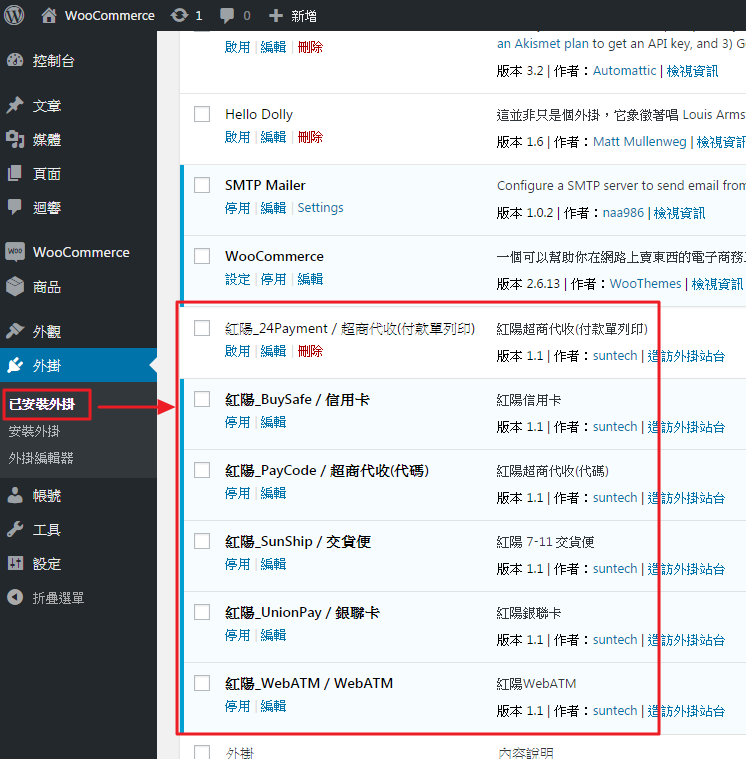 WooCommerce 1 0 新增
控制台
文章
媒體
頁面
迴響
WooCommerce
商品
外觀
外掛
已安裝外掛
安裝外掛
外掛編輯器
帳號
工具
設定
折疊選單
啟用 | 編輯 | 刪除
an Akismet plan to get an API key, and 3) G
版本 3.2 | 作者：Automattic | 檢視資訊
Hello Dolly
啟用 | 編輯 | 刪除
這並非只是個外掛，它象徵著唱 Louis Arms
版本 1.6 | 作者：Matt Mullenweg | 檢視資訊
SMTP Mailer
停用 | 編輯 | Settings
Configure a SMTP server to send email from
版本 1.0.2 | 作者：naa986 | 檢視資訊
WooCommerce
設定 | 停用 | 編輯
一個可以幫助你在網路上賣東西的電子商務工
版本 2.6.13 | 作者：WooThemes | 檢視資訊
紅陽_24Payment / 超商代收(付款單列印)
啟用 | 編輯 | 刪除
紅陽超商代收(付款單列印)
版本 1.1 | 作者：suntech | 造訪外掛站台
紅陽_BuySafe / 信用卡
停用 | 編輯
紅陽信用卡
版本 1.1 | 作者：suntech | 造訪外掛站台
紅陽_PayCode / 超商代收(代碼)
停用 | 編輯
紅陽超商代收(代碼)
版本 1.1 | 作者：suntech | 造訪外掛站台
紅陽_SunShip / 交貨便
停用 | 編輯
紅陽 7-11 交貨便
版本 1.1 | 作者：suntech | 造訪外掛站台
紅陽_UnionPay / 銀聯卡
停用 | 編輯
紅陽銀聯卡
版本 1.1 | 作者：suntech | 造訪外掛站台
紅陽_WebATM / WebATM
停用 | 編輯
紅陽WebATM
版本 1.1 | 作者：suntech | 造訪外掛站台
外掛
內容說明